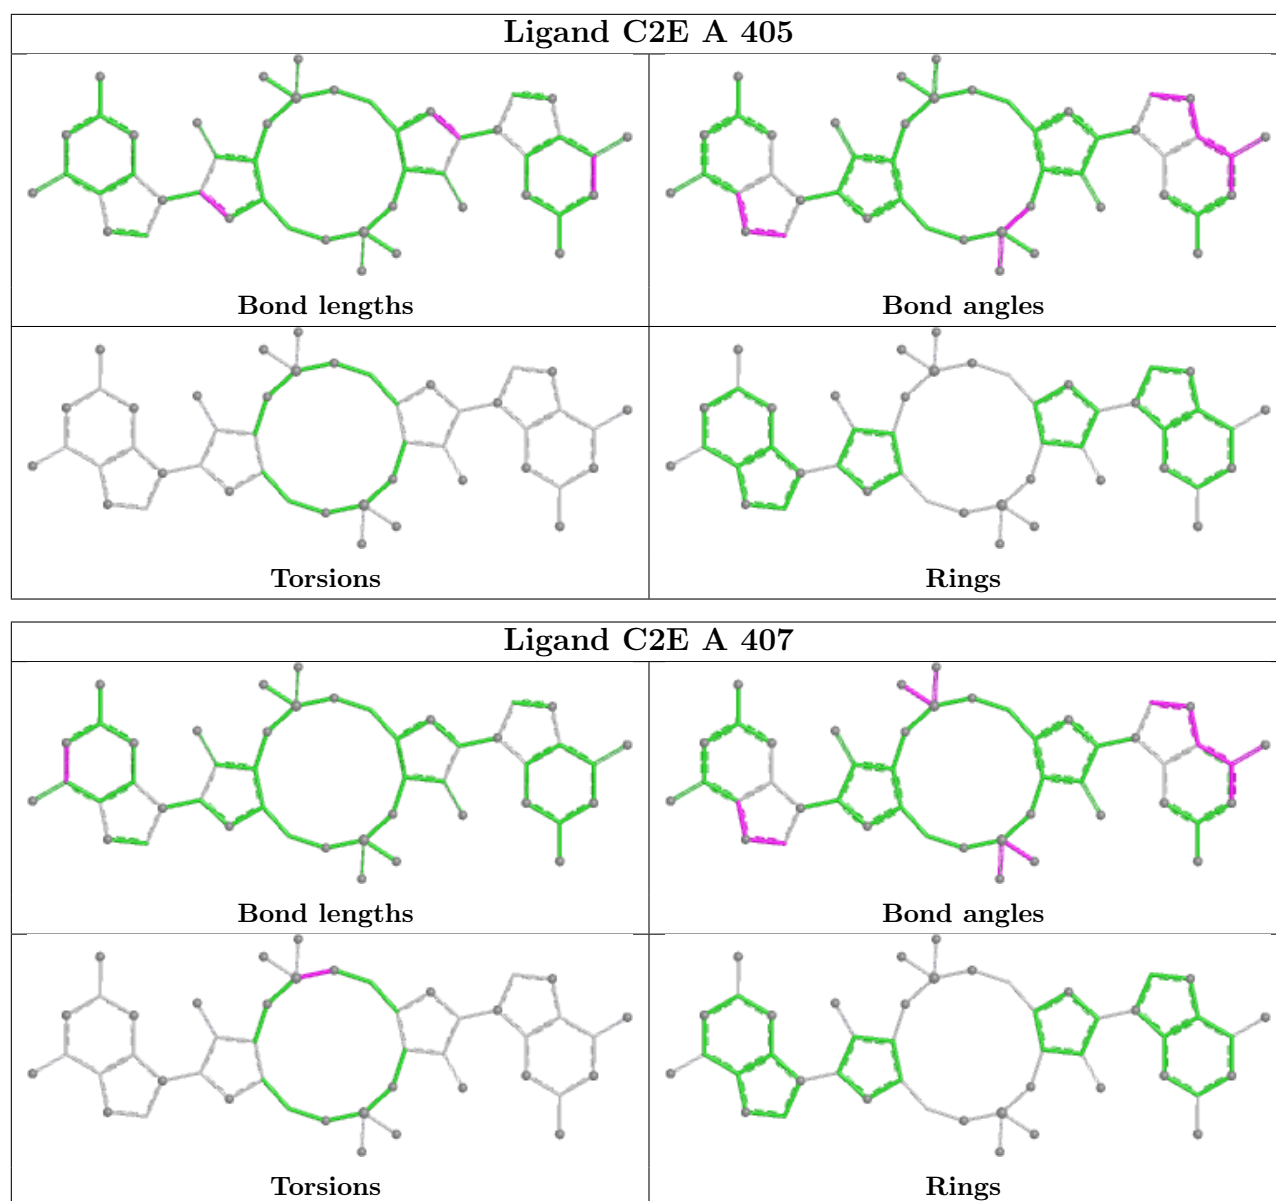 Ligand C2E A 405
Bond lengths
Bond angles
Torsions
Rings
Ligand C2E A 407
Bond lengths
Bond angles
Torsions
Rings